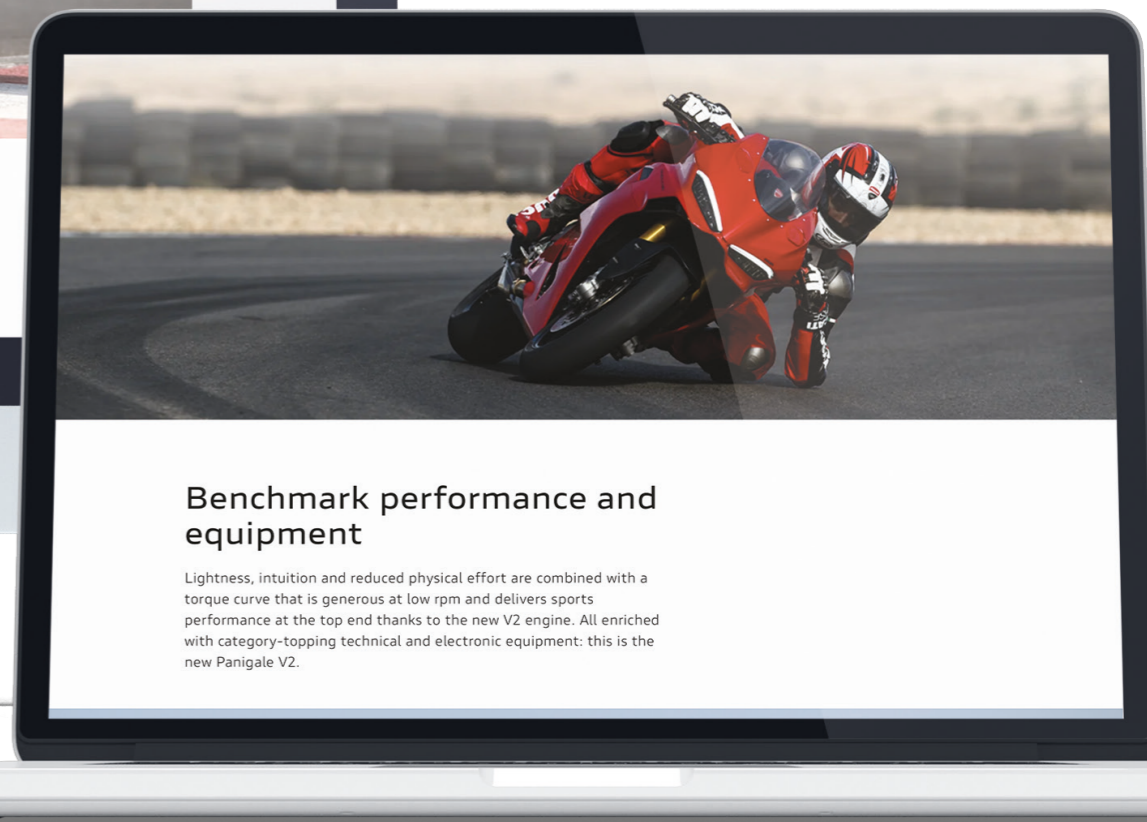 Benchmark performance and
equipment
Lightness, intuition and reduced physical effort are combined with a
torque curve that is generous at low rpm and delivers sports
performance at the top end thanks to the new V2 engine. All enriched
with category-topping technical and electronic equipment: this is the
new Panigale V2.